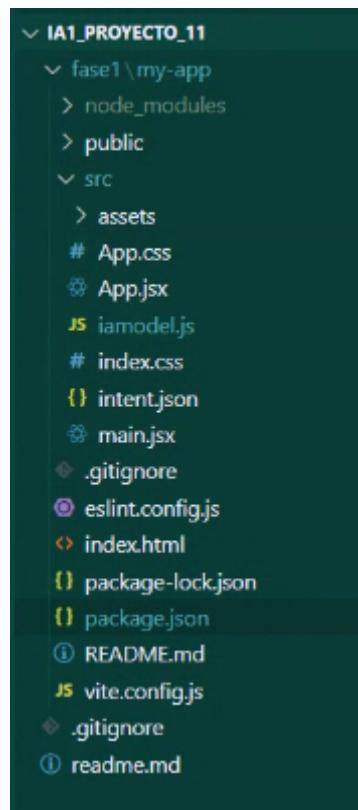 IA1_PROYECTO_11
fase1\my-app
node_modules
public
src
assets
# App.css
App.jsx
JS iamodel.js
# index.css
{} intent.json
main.jsx
.gitignore
eslint.config.js
<> index.html
{} package-lock.json
{} package.json
README.md
JS vite.config.js
.gitignore
readme.md